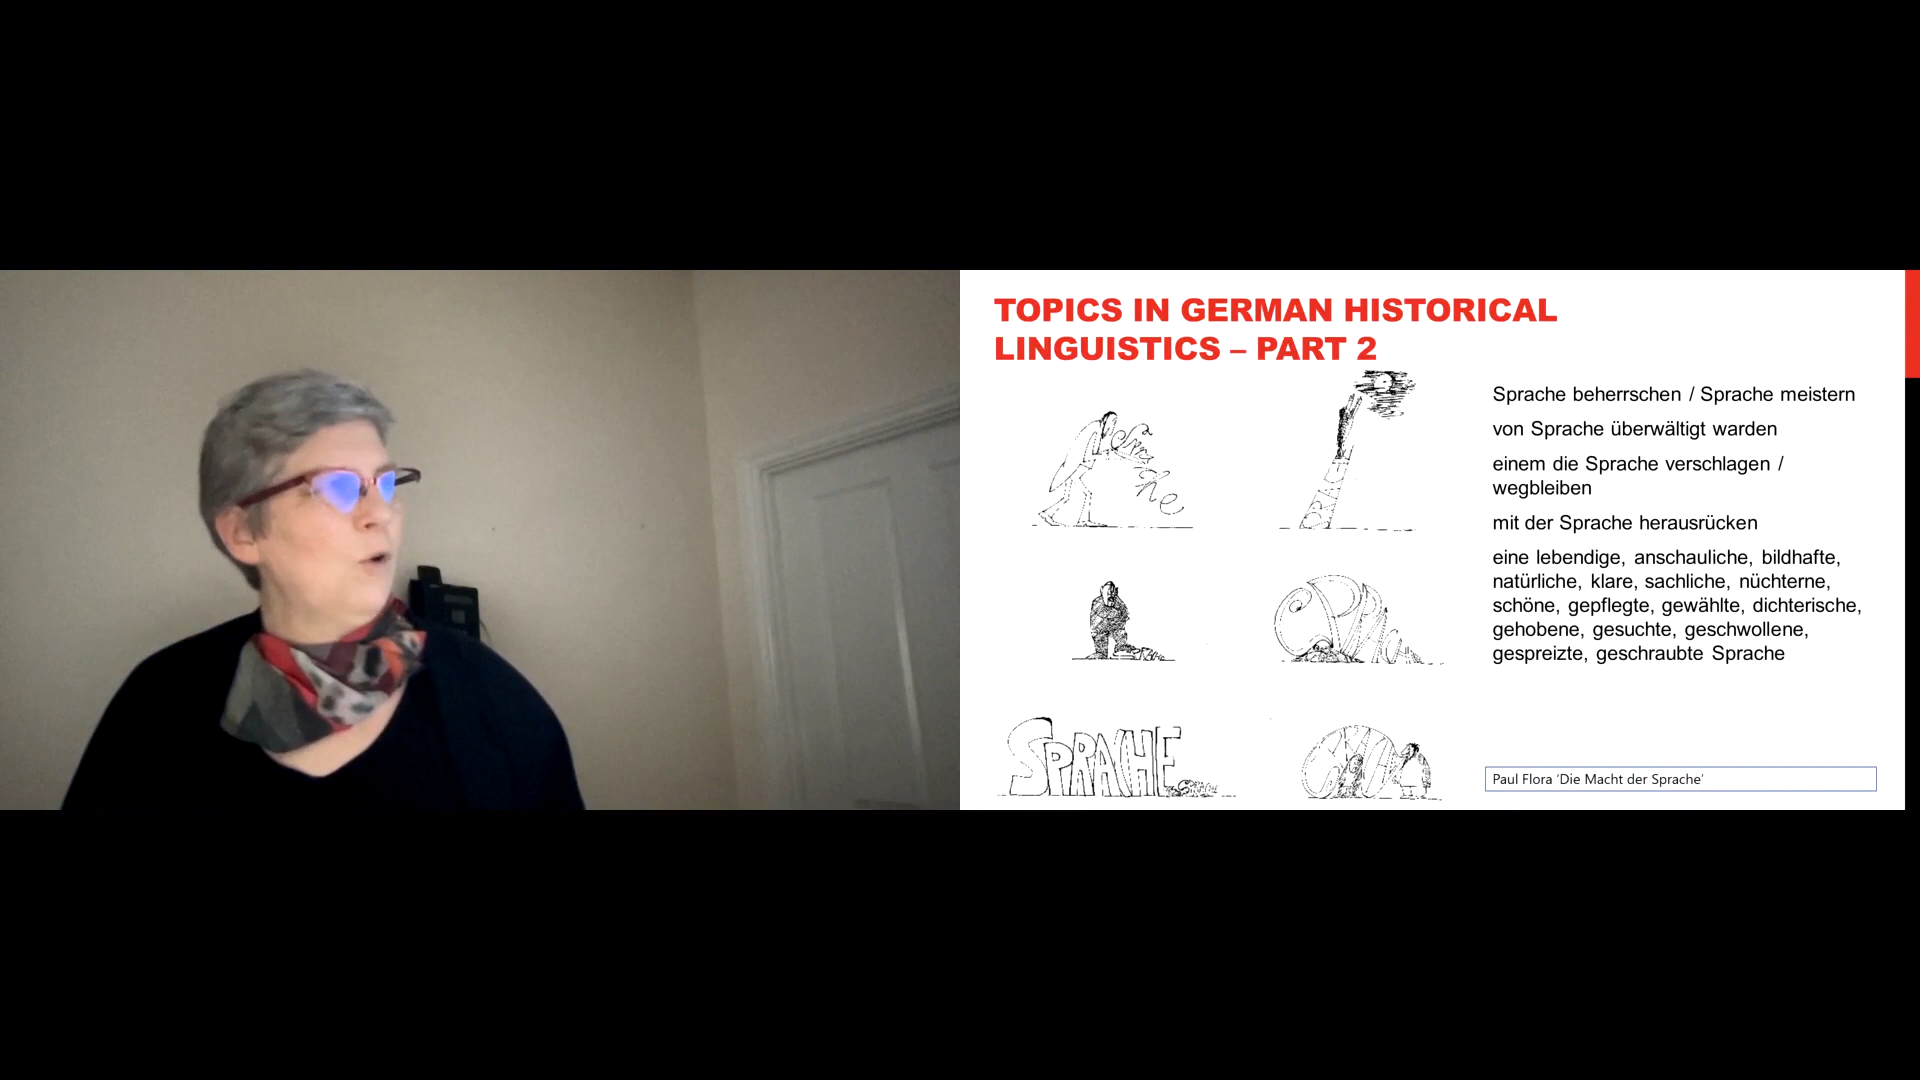 TOPICS IN GERMAN HISTORICAL
LINGUISTICS – PART 2
Sprache beherrschen / Sprache meistern
von Sprache überwältigt warden
einem die Sprache verschlagen /
wegbleiben
mit der Sprache herausrücken
eine lebendige, anschauliche, bildhafte,
natürliche, klare, sachliche, nüchterne,
schöne, gepflegte, gewählte, dichterische,
gehobene, gesuchte, geschwollene,
gespreizte, geschraubte Sprache
Sprache
SPRACHE
Paul Flora ‘Die Macht der Sprache’